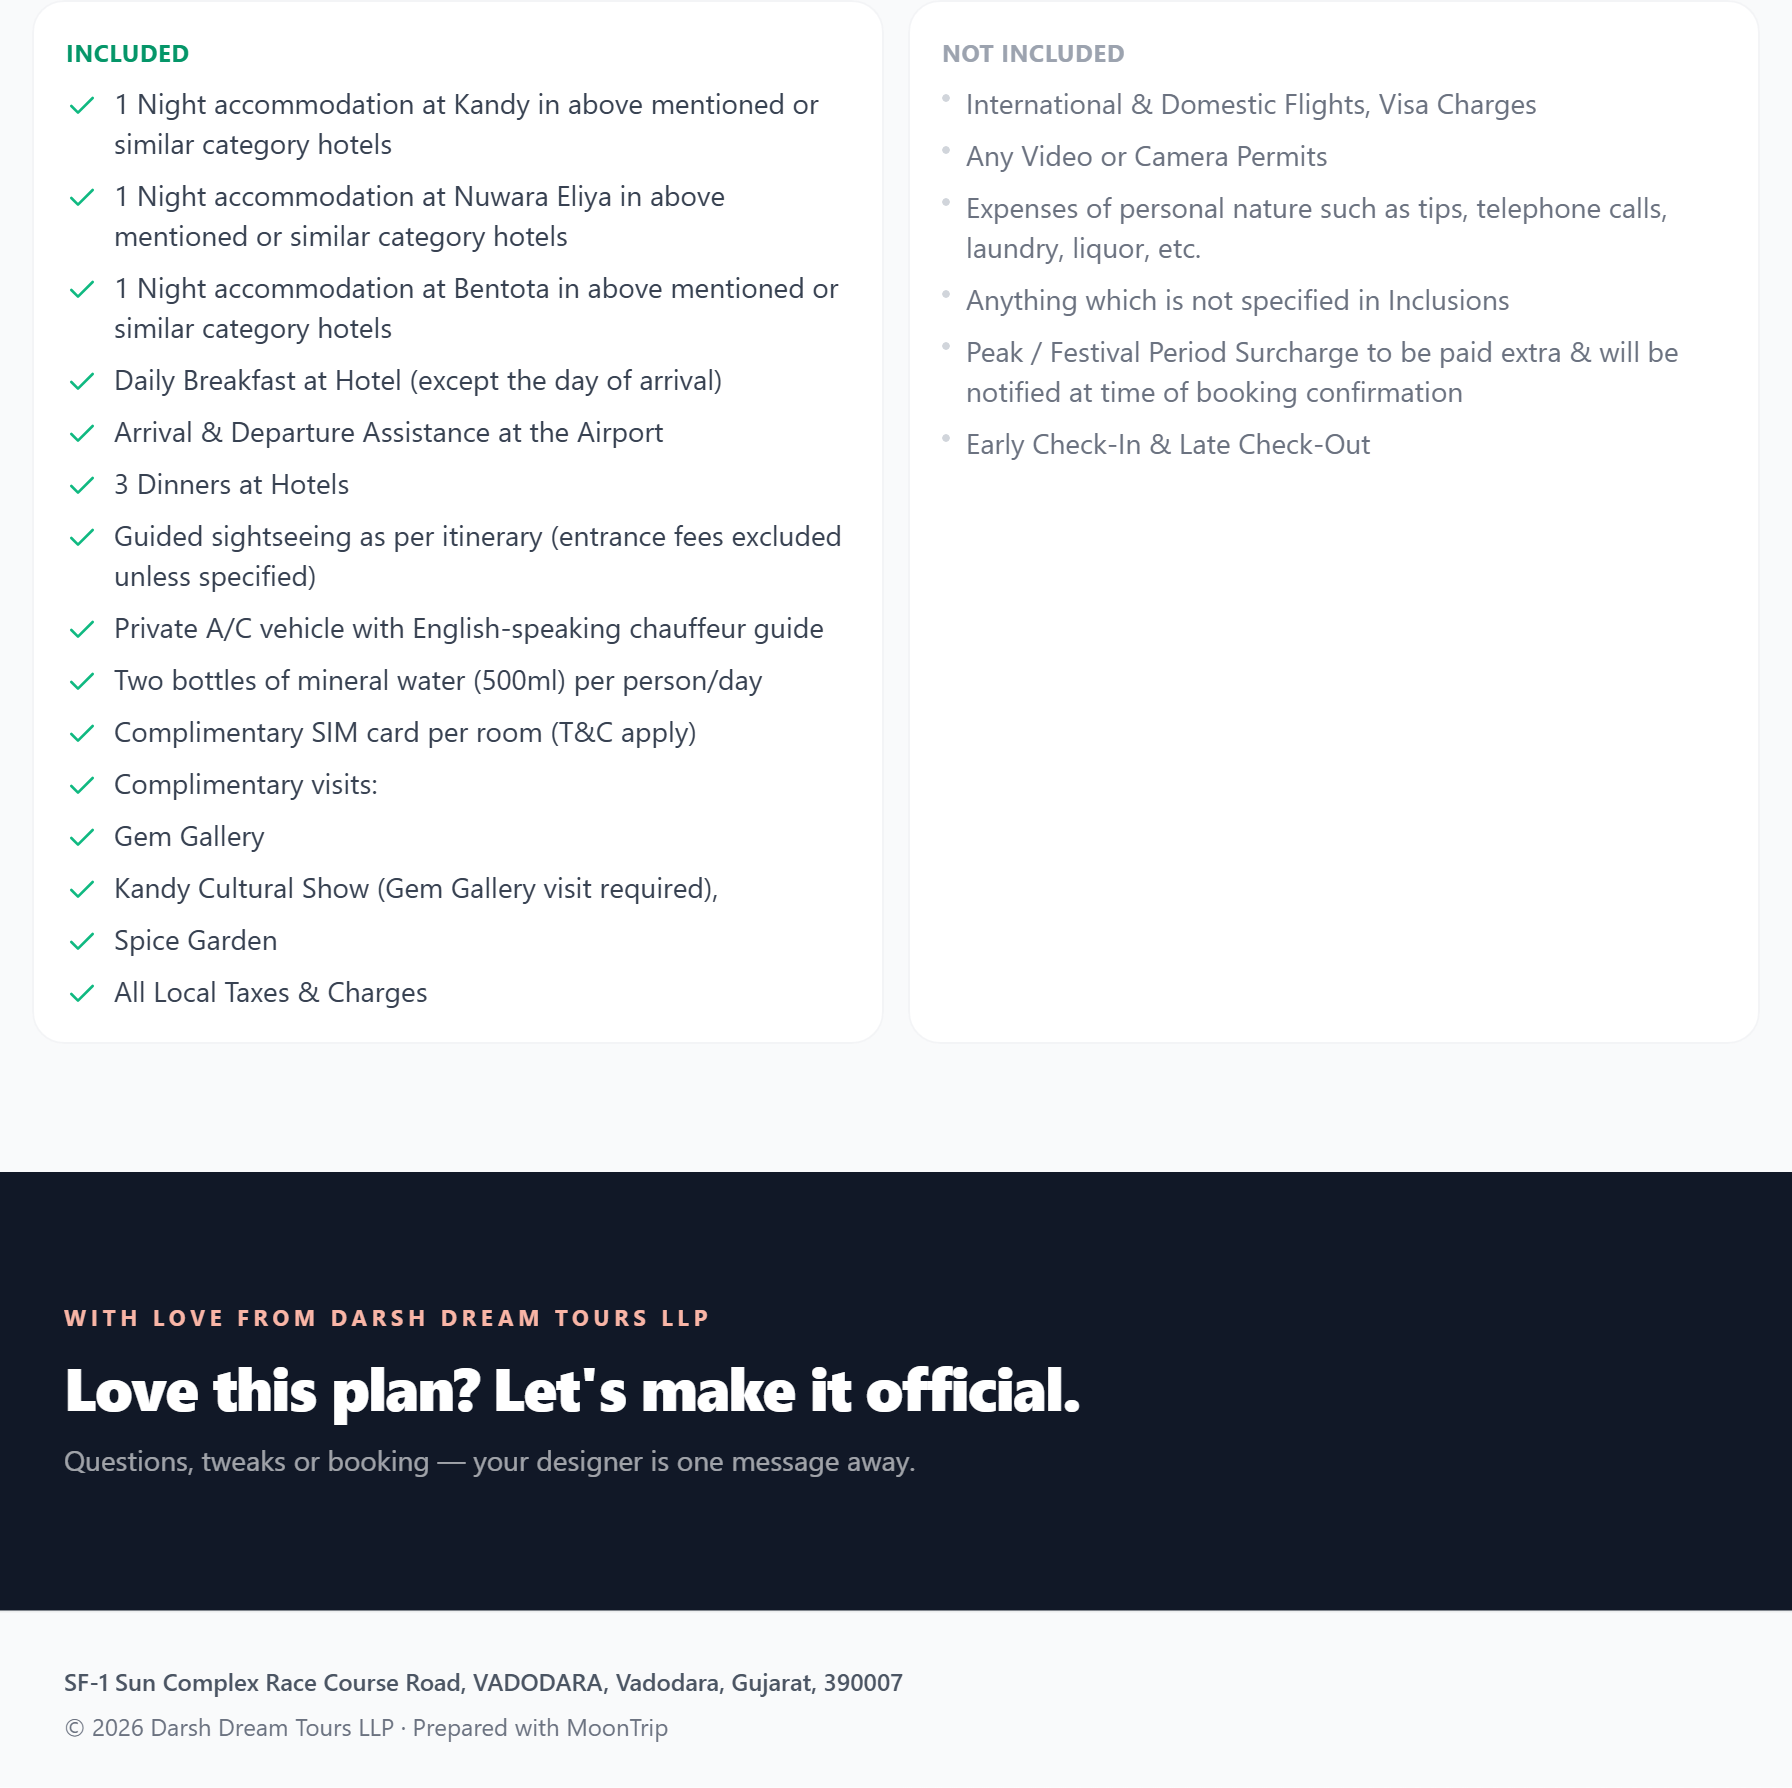 INCLUDED
1 Night accommodation at Kandy in above mentioned or
similar category hotels
1 Night accommodation at Nuwara Eliya in above
mentioned or similar category hotels
1 Night accommodation at Bentota in above mentioned or
similar category hotels
Daily Breakfast at Hotel (except the day of arrival)
Arrival & Departure Assistance at the Airport
3 Dinners at Hotels
Guided sightseeing as per itinerary (entrance fees excluded
unless specified)
Private A/C vehicle with English-speaking chauffeur guide
Two bottles of mineral water (500ml) per person/day
Complimentary SIM card per room (T&C apply)
Complimentary visits:
Gem Gallery
Kandy Cultural Show (Gem Gallery visit required),
Spice Garden
All Local Taxes & Charges
NOT INCLUDED
International & Domestic Flights, Visa Charges
Any Video or Camera Permits
Expenses of personal nature such as tips, telephone calls,
laundry, liquor, etc.
Anything which is not specified in Inclusions
Peak / Festival Period Surcharge to be paid extra & will be
notified at time of booking confirmation
Early Check-In & Late Check-Out
WITH LOVE FROM DARSH DREAM TOURS LLP
Love this plan? Let's make it official.
Questions, tweaks or booking — your designer is one message away.
SF-1 Sun Complex Race Course Road, VADODARA, Vadodara, Gujarat, 390007
© 2026 Darsh Dream Tours LLP · Prepared with MoonTrip